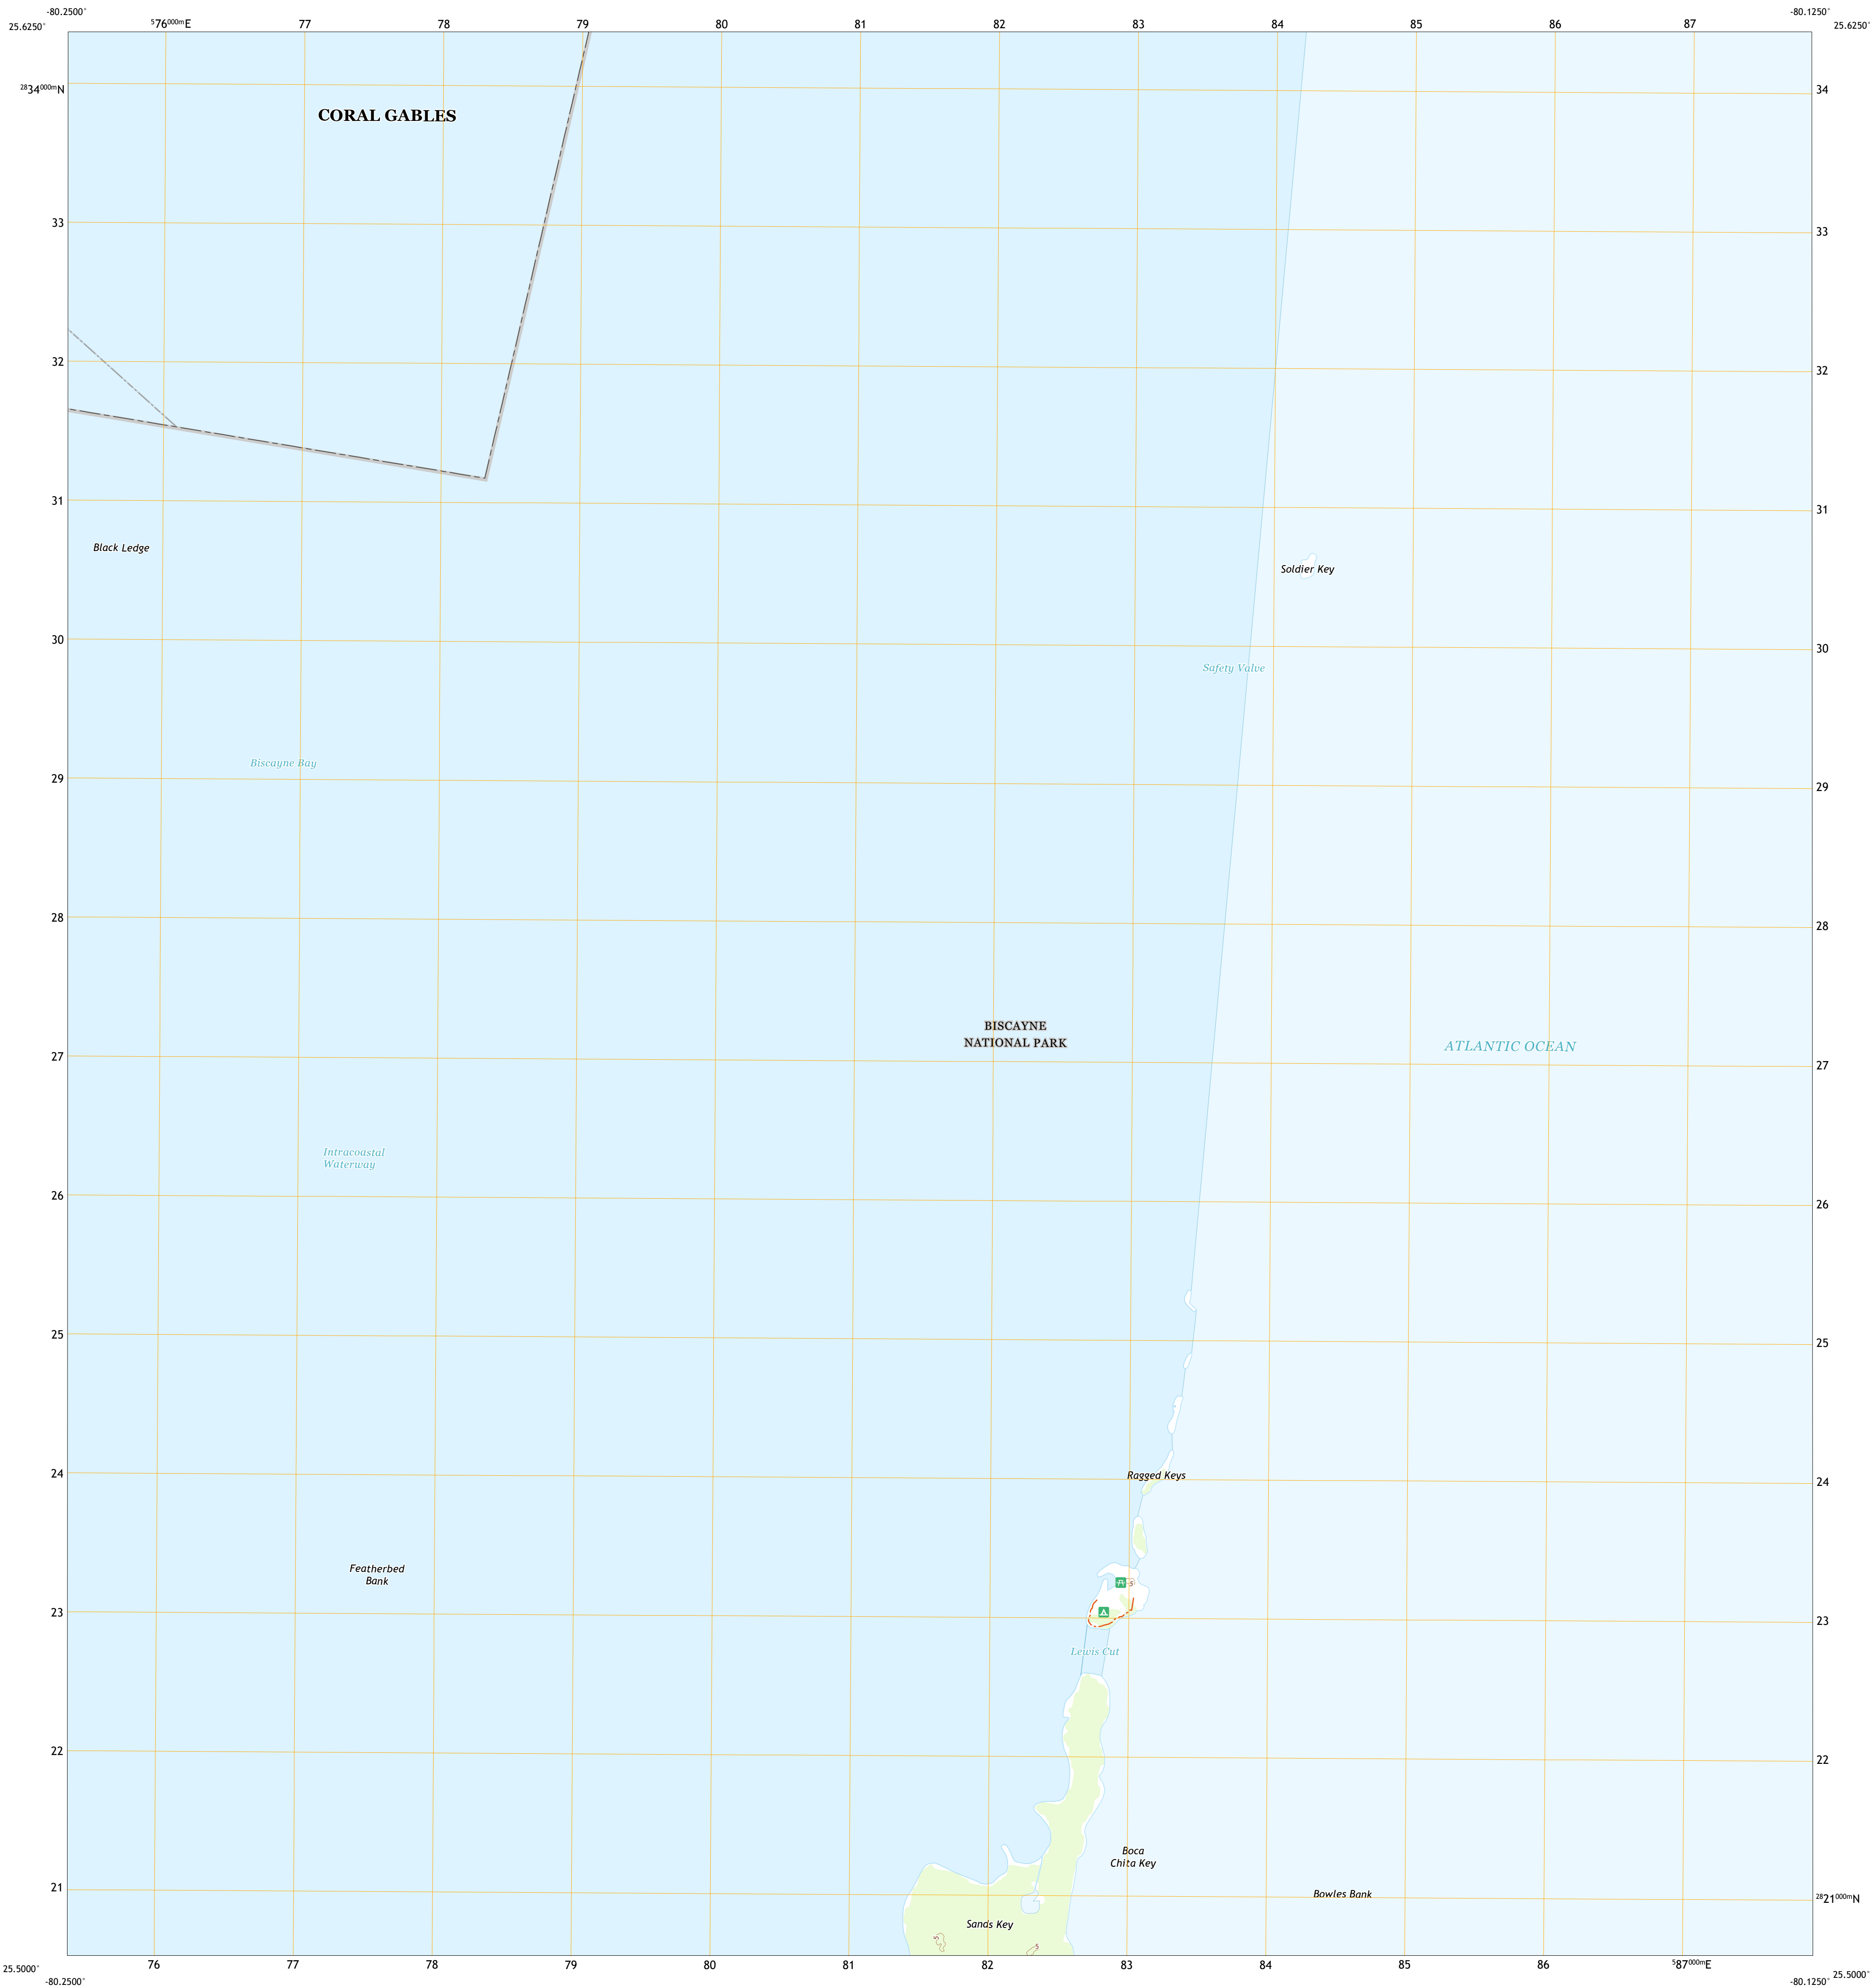 -80.2500° -80.1250°
25.6250° ⁵76⁰⁰⁰ᵐE 77 78 79 80 81 82 83 84 85 86 87 25.6250°
²⁸34⁰⁰⁰ᵐN 34
CORAL GABLES
33 33
32 32
31 31
Black Ledge
Soldier Key
30 30
Safety Valve
Biscayne Bay
29 29
28 28
BISCAYNE
NATIONAL PARK
ATLANTIC OCEAN
27 27
Intracoastal
Waterway
26 26
25 25
24 24
Ragged Keys
Featherbed
Bank
5
23 23
Lewis Cut
22 22
Boca
Chita Key
21 ²⁸21⁰⁰⁰ᵐN
Bowles Bank
Sands Key
5 5
76 77 78 79 80 81 82 83 84 85 86 ⁵87⁰⁰⁰ᵐE
25.5000° 25.5000°
-80.2500° -80.1250°